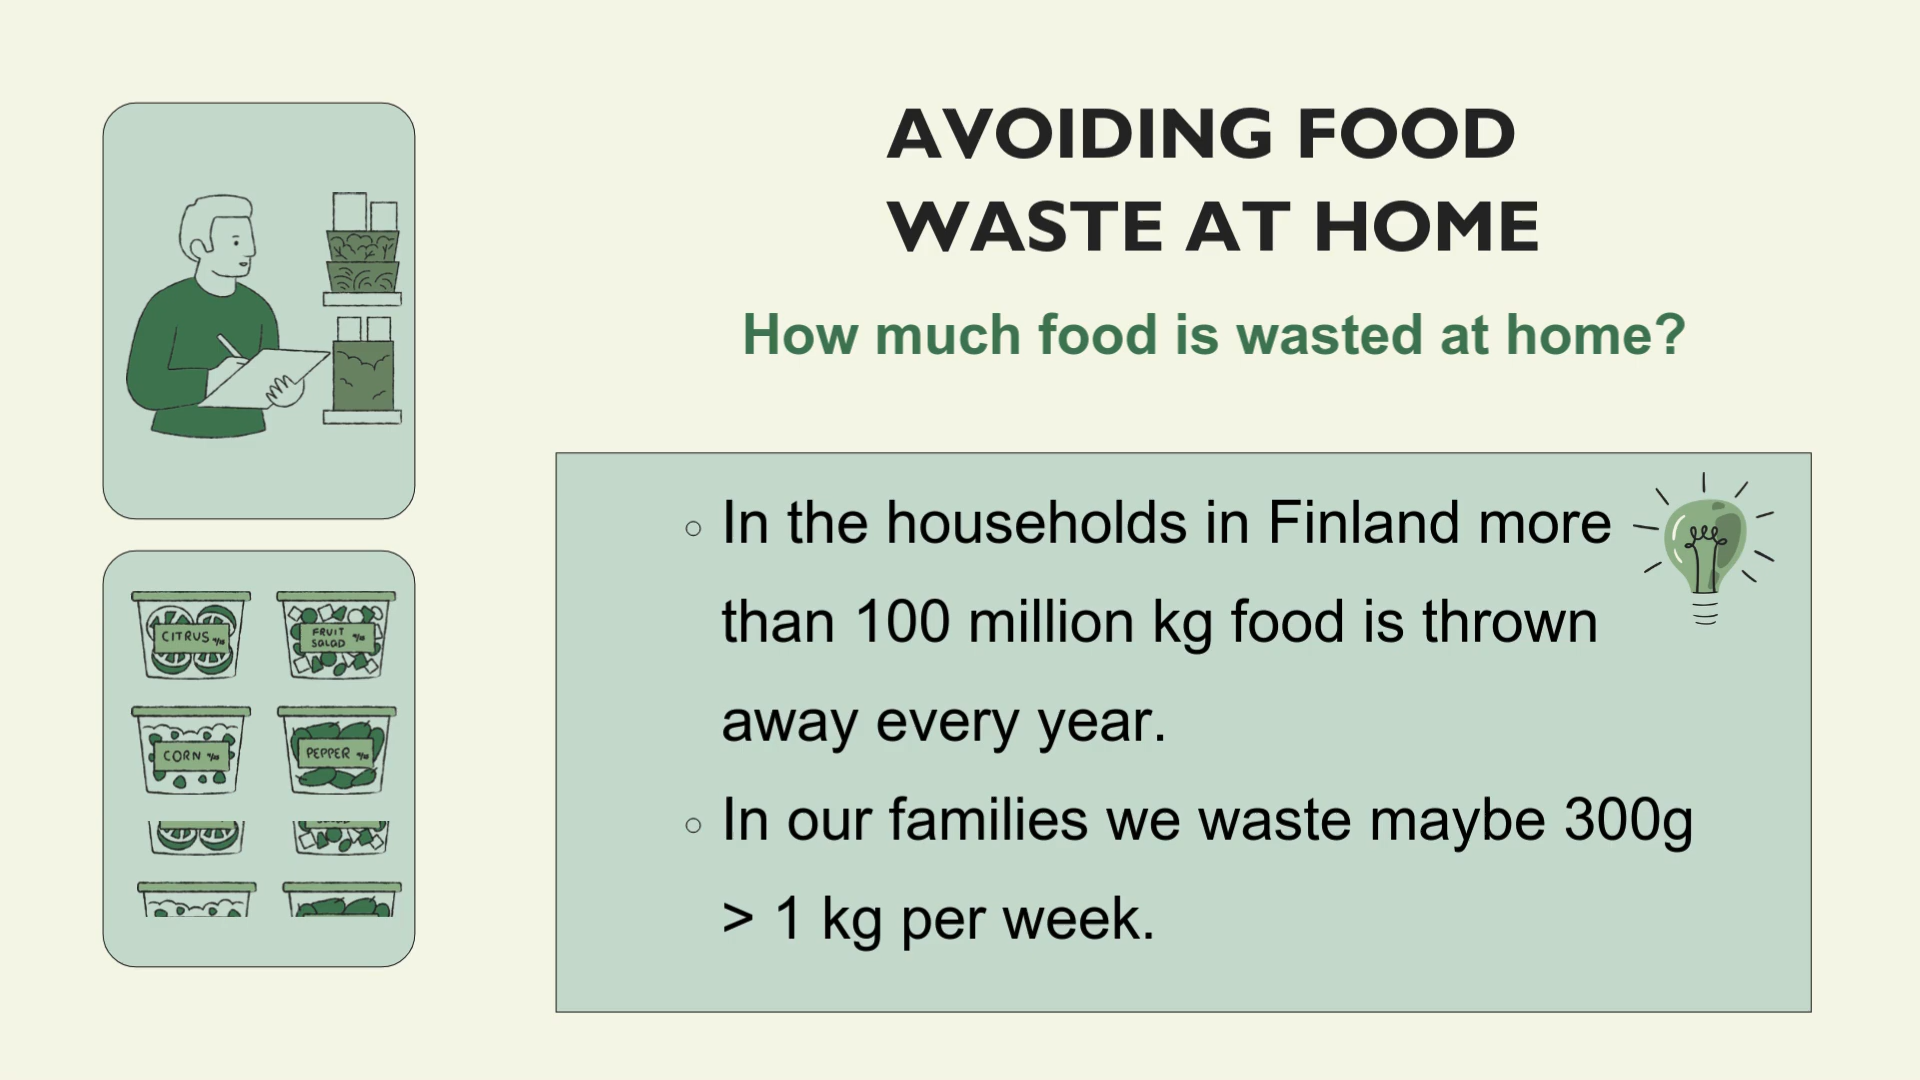 AVOIDING FOOD
WASTE AT HOME
How much food is wasted at home?
In the households in Finland more
than 100 million kg food is thrown
away every year.
In our families we waste maybe 300g
> 1 kg per week.
CITRUS
FRUIT
SALAD
CORN
PEPPER